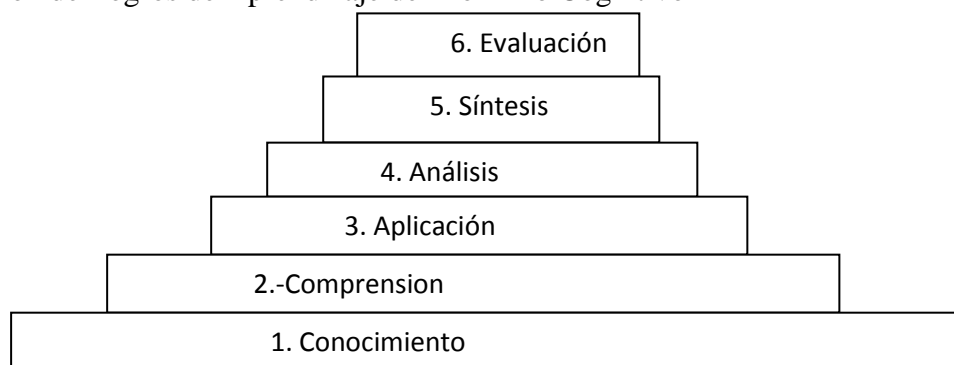 6. Evaluación
5. Síntesis
4. Análisis
3. Aplicación
2.-Comprension
1. Conocimiento